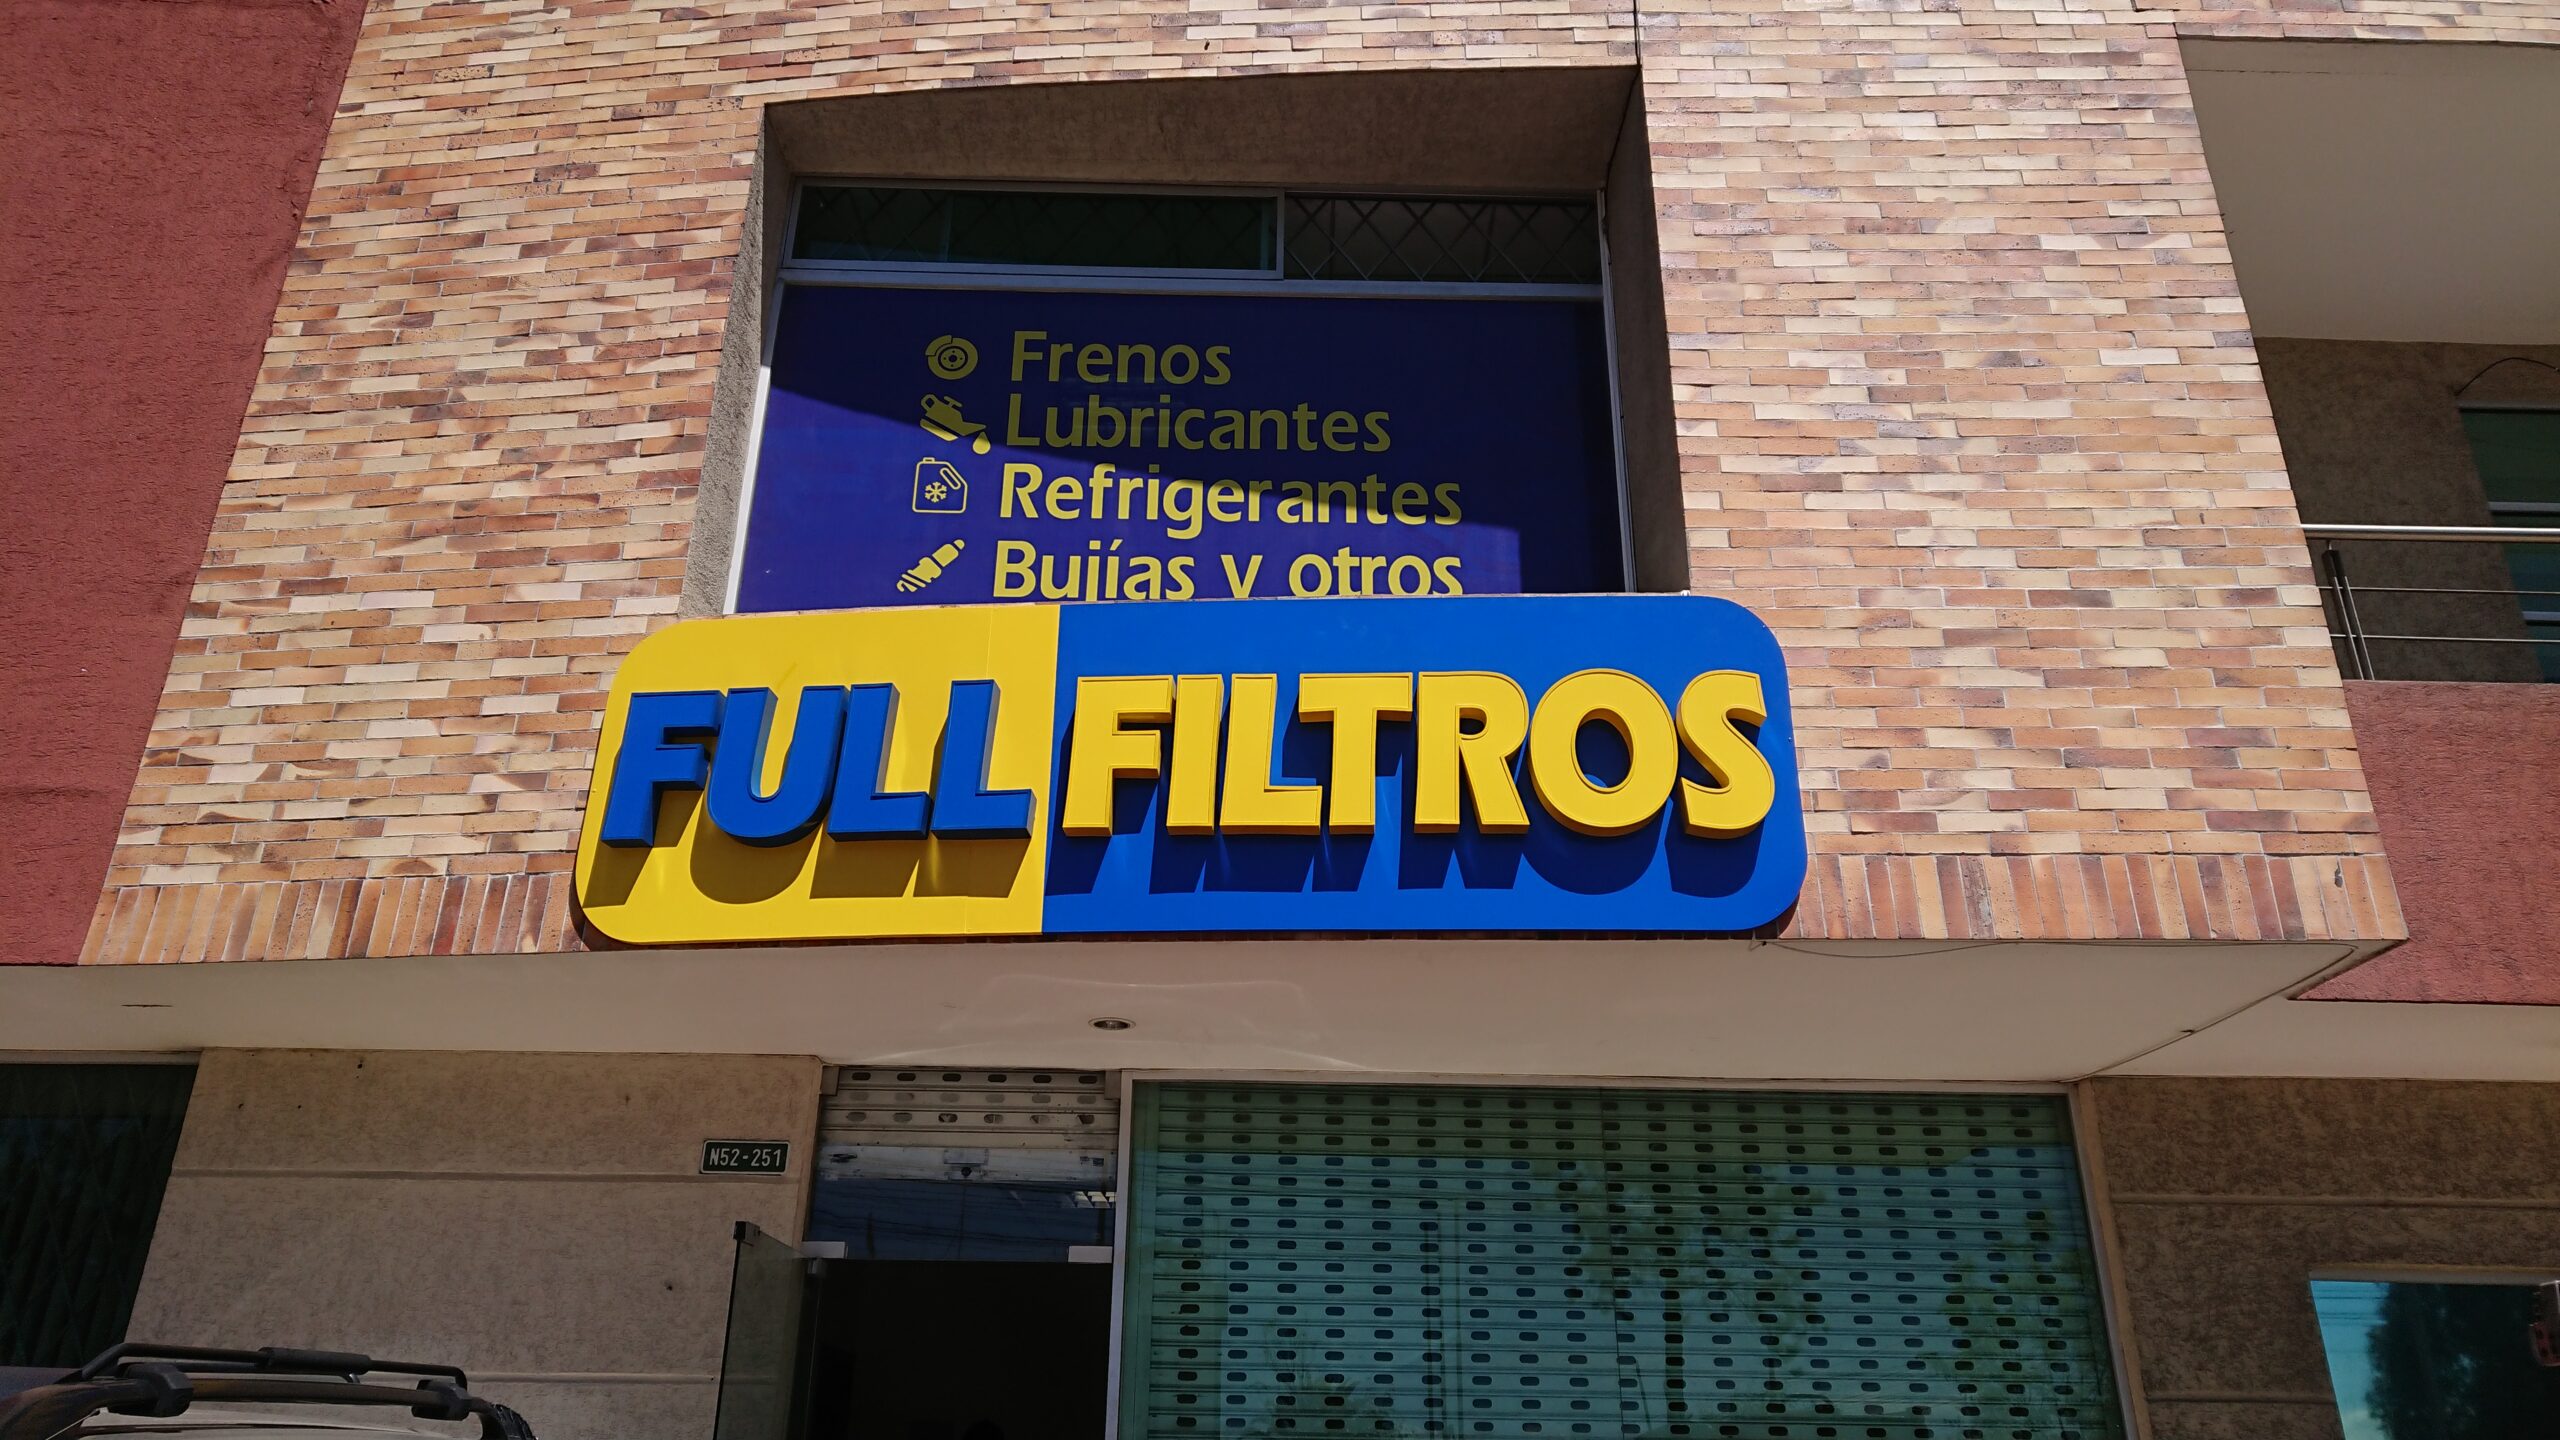 Frenos
Lubricantes
Refrigerantes
Bujías y otros
FULL FILTROS
N52-251